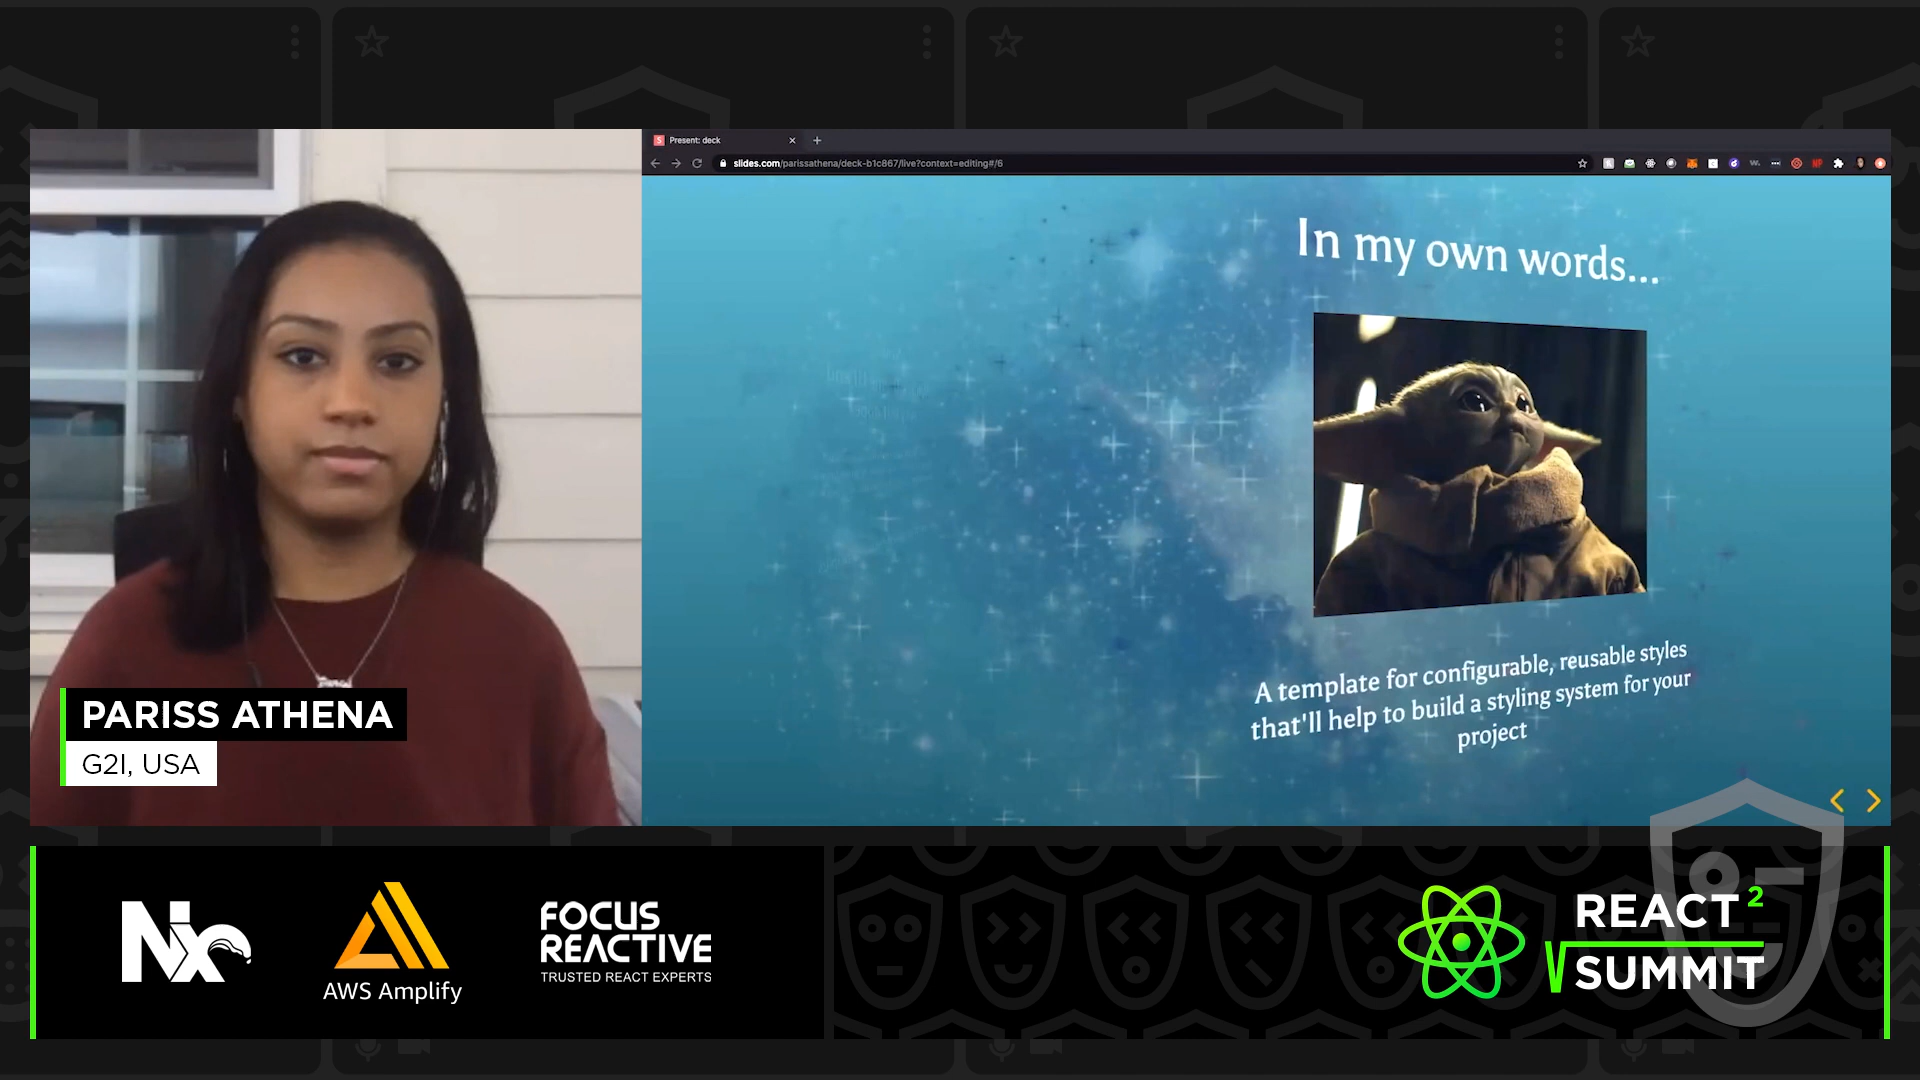 Present: deck
slides.com/parissathena/deck-b1c867/live?context=editing#/6
In my own words...
A template for configurable, reusable styles
that'll help to build a styling system for your
project
PARISS ATHENA
G2I, USA
Nx
AWS Amplify
FOCUS
REACTIVE
TRUSTED REACT EXPERTS
REACT 2
SUMMIT